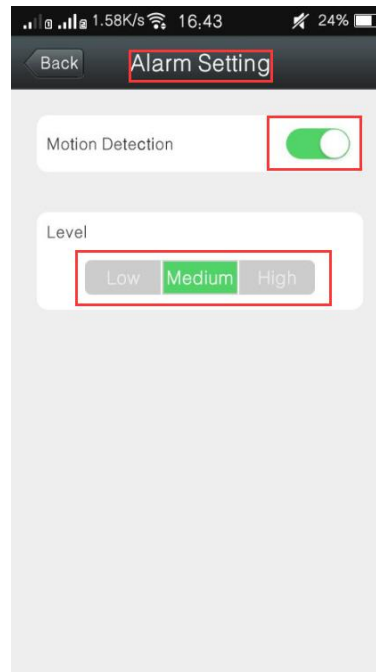 1.58K/s 16:43 24%
Back Alarm Setting
Motion Detection
Level
Low Medium High